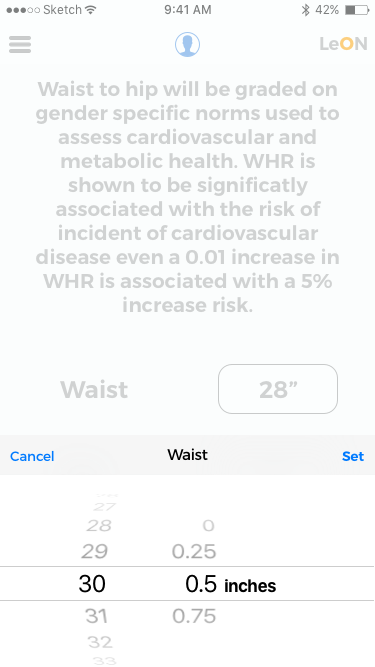 Sketch 9:41 AM 42%
LeON
Waist to hip will be graded on
gender specific norms used to
assess cardiovascular and
metabolic health. WHR is
shown to be significatly
associated with the risk of
incident of cardiovascular
disease even a 0.01 increase in
WHR is associated with a 5%
increase risk.
Waist 28”
Cancel Waist Set
27
28 0
29 0.25
30 0.5 inches
31 0.75
32
33